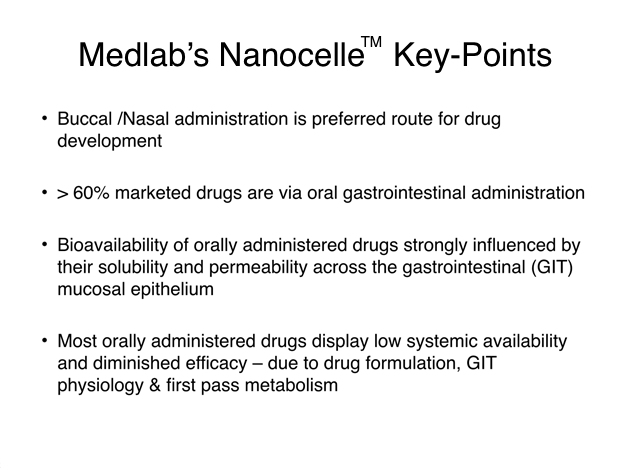 Medlab’s Nanocelle™ Key-Points
• Buccal /Nasal administration is preferred route for drug
development
• > 60% marketed drugs are via oral gastrointestinal administration
• Bioavailability of orally administered drugs strongly influenced by
their solubility and permeability across the gastrointestinal (GIT)
mucosal epithelium
• Most orally administered drugs display low systemic availability
and diminished efficacy – due to drug formulation, GIT
physiology & first pass metabolism